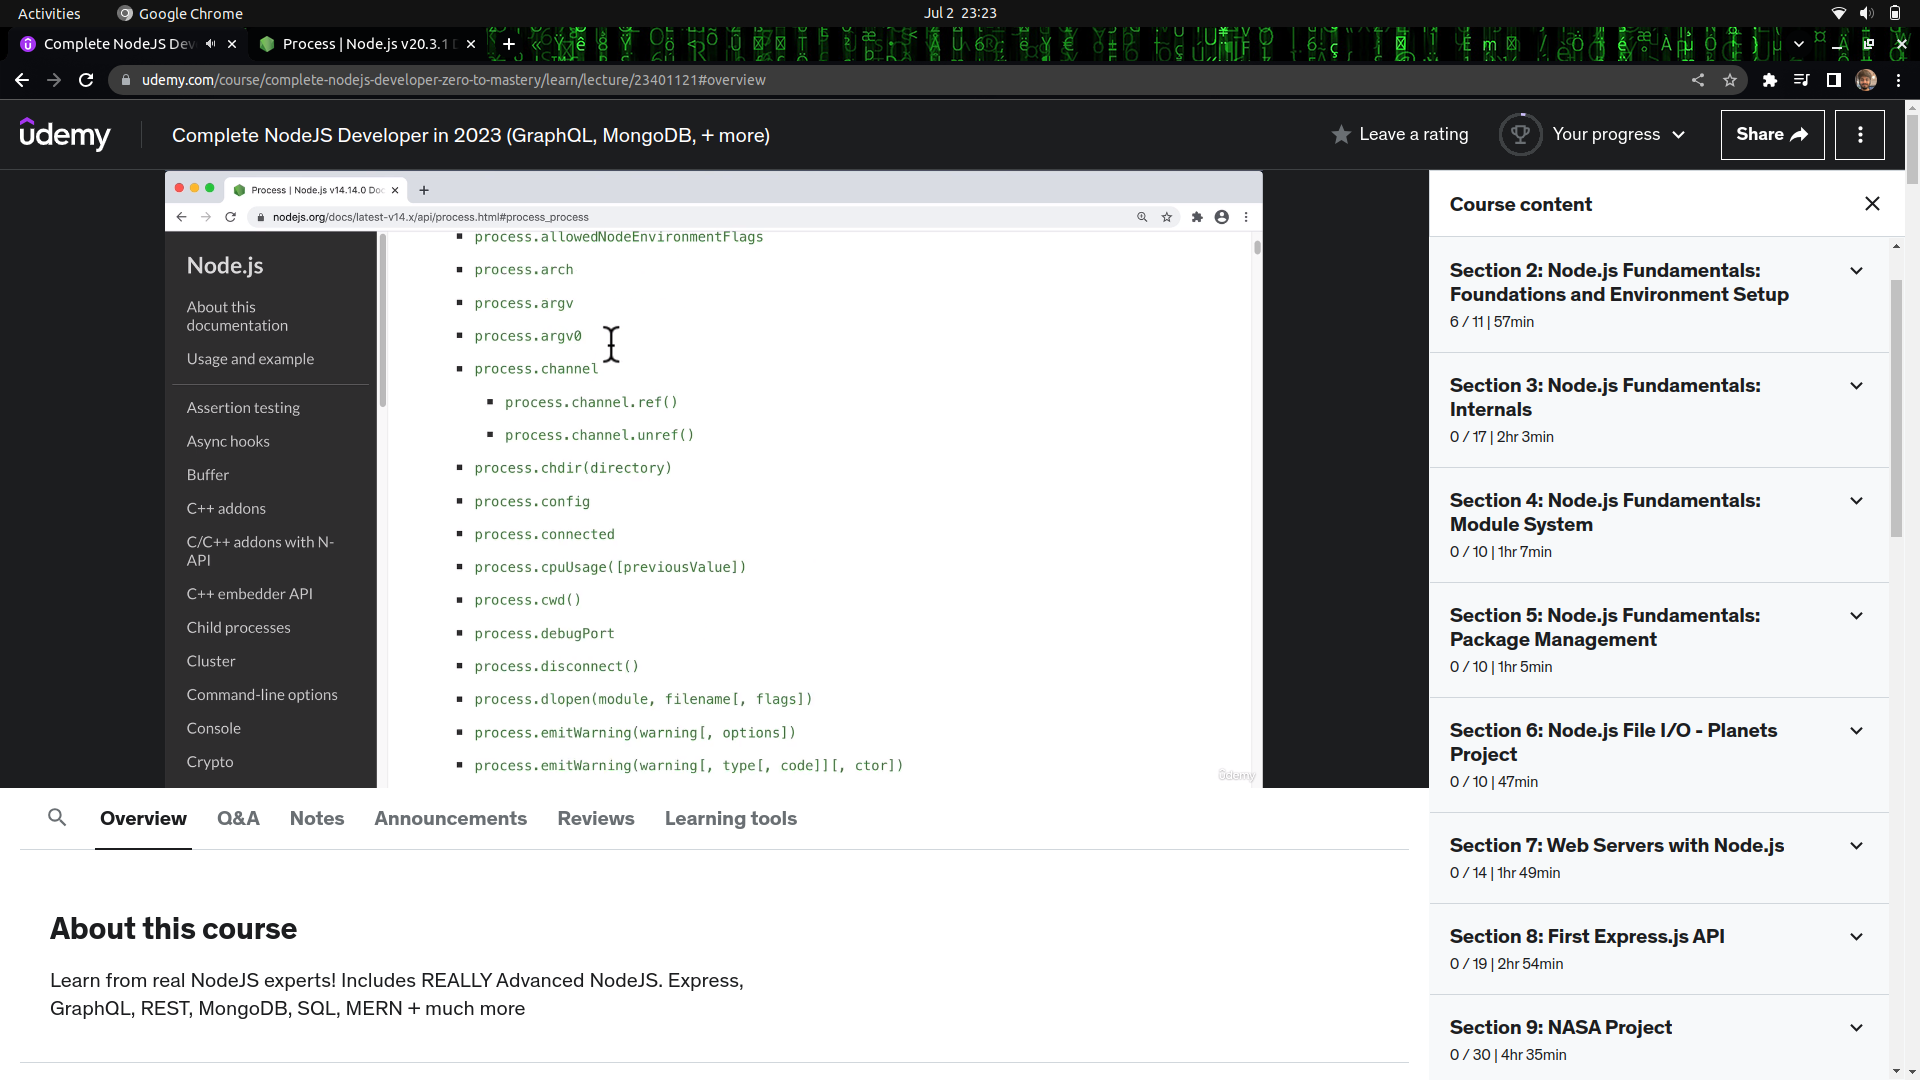 Activities
Google Chrome
Jul 2 23:23
Complete NodeJS Dev
Process | Node.js v20.3.1 D
udemy.com/course/complete-nodejs-developer-zero-to-mastery/learn/lecture/23401121#overview
udemy
Complete NodeJS Developer in 2023 (GraphQL, MongoDB, + more)
Leave a rating
Your progress
Share
Process | Node.js v14.14.0 Doc
nodejs.org/docs/latest-v14.x/api/process.html#process_process
Node.js
About this
documentation
Usage and example
Assertion testing
Async hooks
Buffer
C++ addons
C/C++ addons with N-
API
C++ embedder API
Child processes
Cluster
Command-line options
Console
Crypto
process.allowedNodeEnvironmentFlags
process.arch
process.argv
process.argv0
process.channel
process.channel.ref()
process.channel.unref()
process.chdir(directory)
process.config
process.connected
process.cpuUsage([previousValue])
process.cwd()
process.debugPort
process.disconnect()
process.dlopen(module, filename[, flags])
process.emitWarning(warning[, options])
process.emitWarning(warning[, type[, code]][, ctor])
udemy
Course content
Section 2: Node.js Fundamentals:
Foundations and Environment Setup
6 / 11 | 57min
Section 3: Node.js Fundamentals:
Internals
0 / 17 | 2hr 3min
Section 4: Node.js Fundamentals:
Module System
0 / 10 | 1hr 7min
Section 5: Node.js Fundamentals:
Package Management
0 / 10 | 1hr 5min
Section 6: Node.js File I/O - Planets
Project
0 / 10 | 47min
Section 7: Web Servers with Node.js
0 / 14 | 1hr 49min
Section 8: First Express.js API
0 / 19 | 2hr 54min
Section 9: NASA Project
0 / 30 | 4hr 35min
Overview
Q&A
Notes
Announcements
Reviews
Learning tools
About this course
Learn from real NodeJS experts! Includes REALLY Advanced NodeJS. Express,
GraphQL, REST, MongoDB, SQL, MERN + much more